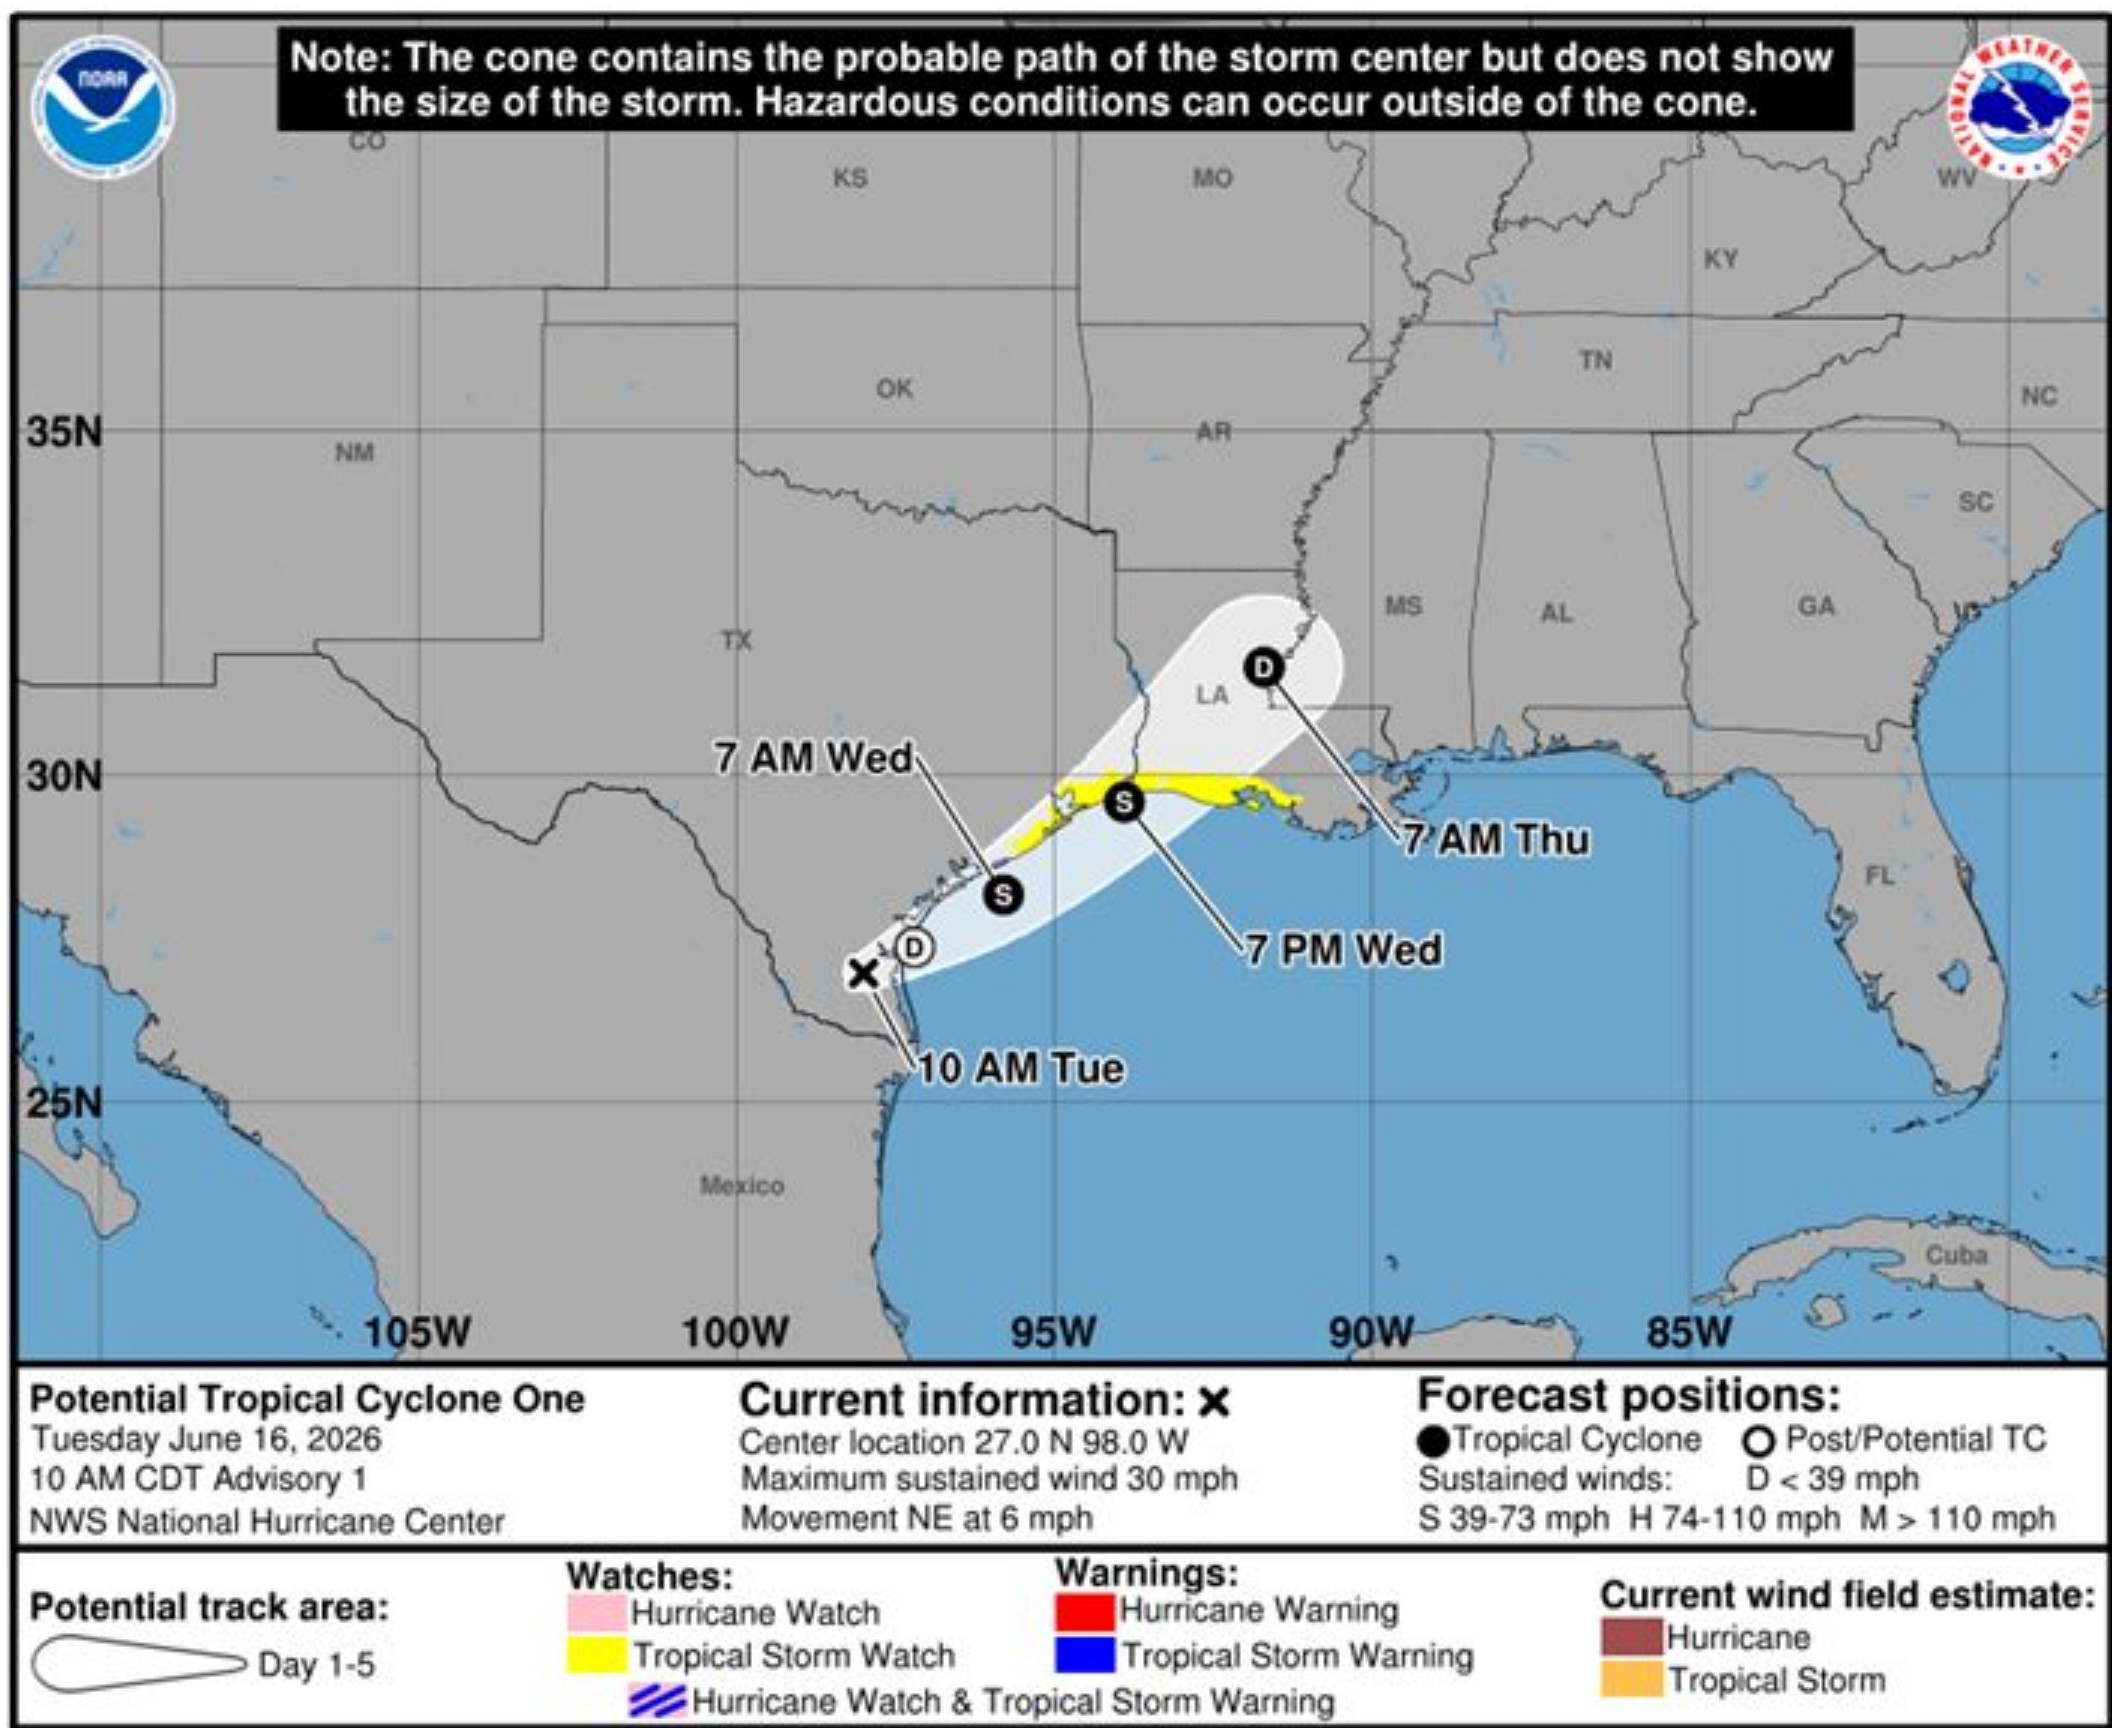 Note: The cone contains the probable path of the storm center but does not show
the size of the storm. Hazardous conditions can occur outside of the cone.
NOAA
NATIONAL WEATHER SERVICE
CO
KS
MO
WV
KY
TN
OK
NC
35N
AR
NM
SC
MS
AL
GA
TX
D
LA
7 AM Wed
30N
S
7 AM Thu
FL
S
D
7 PM Wed
10 AM Tue
25N
Mexico
Cuba
105W
100W
95W
90W
85W
Potential Tropical Cyclone One
Tuesday June 16, 2026
10 AM CDT Advisory 1
NWS National Hurricane Center
Current information:
Center location 27.0 N 98.0 W
Maximum sustained wind 30 mph
Movement NE at 6 mph
Forecast positions:
Tropical Cyclone Post/Potential TC
Sustained winds: D < 39 mph
S 39-73 mph H 74-110 mph M > 110 mph
Potential track area:
Day 1-5
Watches:
Hurricane Watch
Tropical Storm Watch
Warnings:
Hurricane Warning
Tropical Storm Warning
Hurricane Watch & Tropical Storm Warning
Current wind field estimate:
Hurricane
Tropical Storm